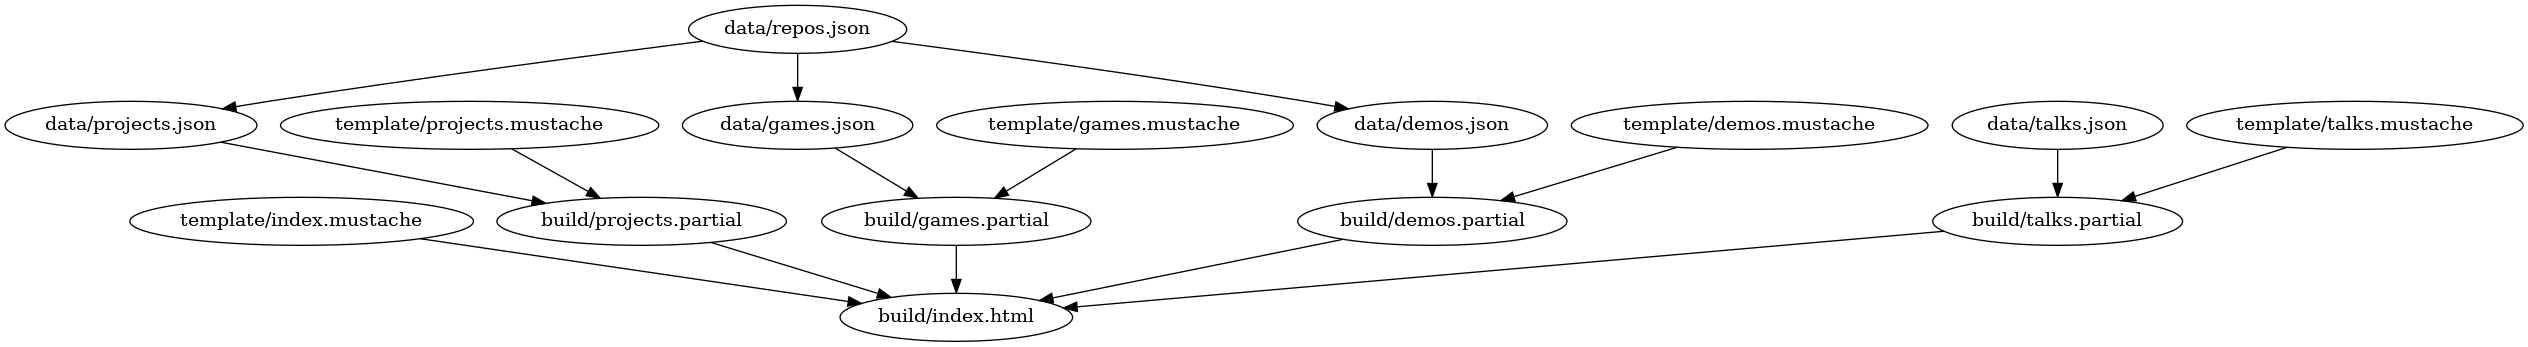 data/repos.json
data/projects.json
template/projects.mustache
data/games.json
template/games.mustache
data/demos.json
template/demos.mustache
data/talks.json
template/talks.mustache
template/index.mustache
build/projects.partial
build/games.partial
build/demos.partial
build/talks.partial
build/index.html